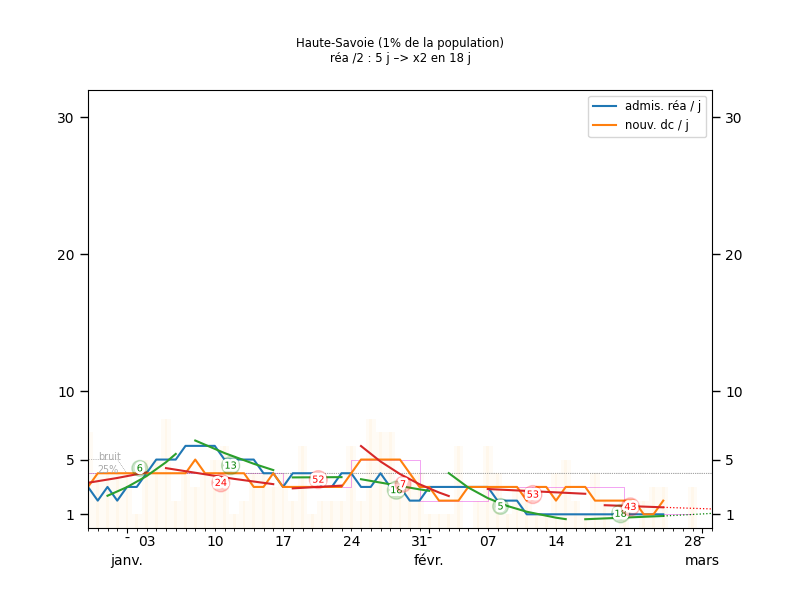 Haute-Savoie (1% de la population)
réa /2 : 5 j –> x2 en 18 j
admis. réa / j
nouv. dc / j
30 30
20 20
10 10
5 5
1 1
bruit
25%
6
13
24
52
18
7
5
53
43
18
03 10 17 24 31 07 14 21 28
janv. févr. mars